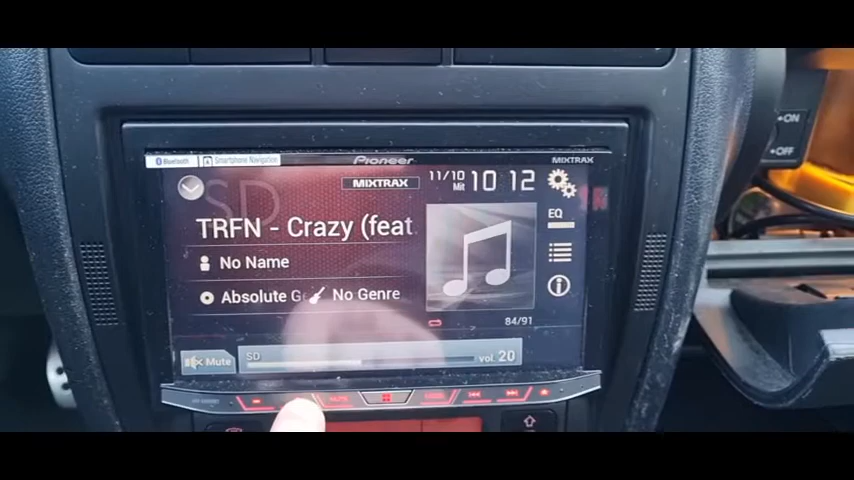 Bluetooth
Smartphone Navigation
Pioneer
MIXTRAX
SD
MIXTRAX
11/10
Mit
10 12
TRFN - Crazy (feat
EQ
No Name
Absolute G
No Genre
84/91
Mute
SD
vol. 20
MUTE
ON
OFF